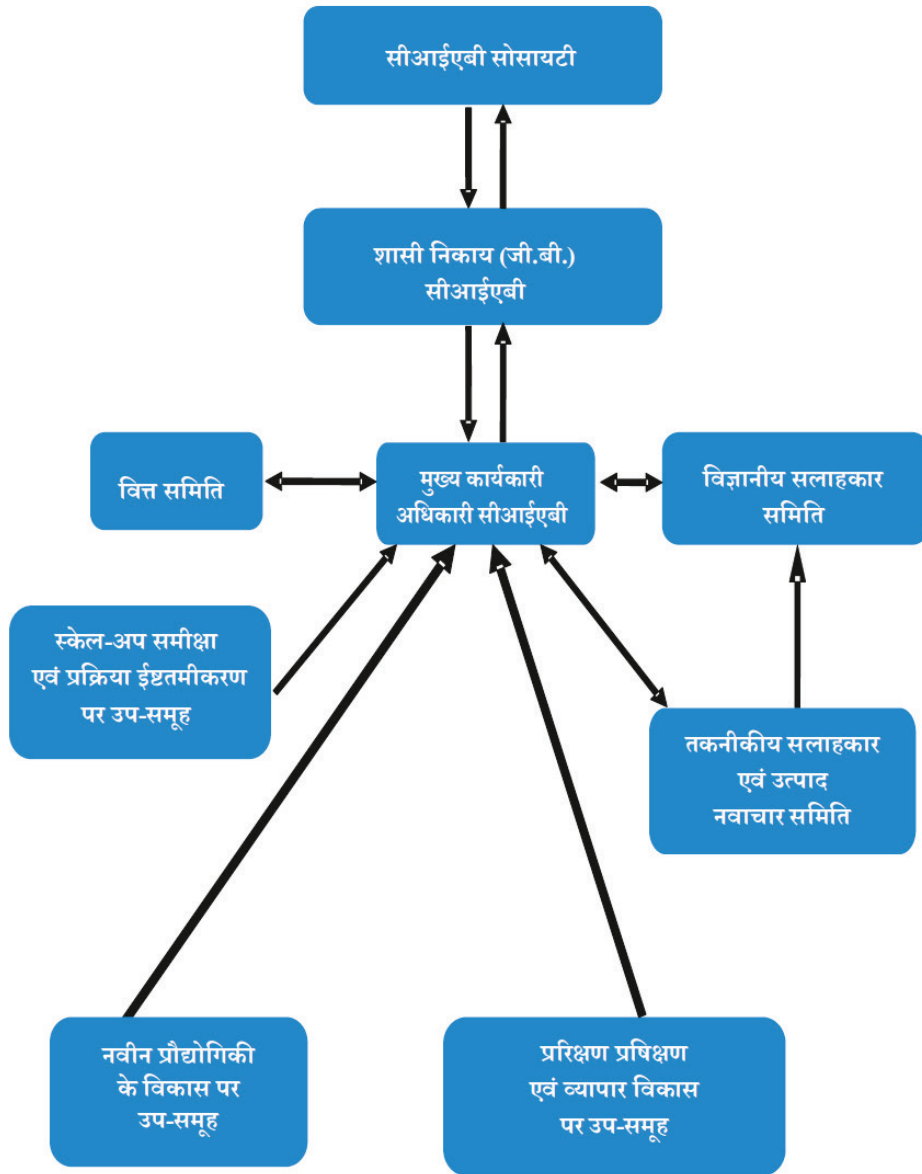 सीआईएबी सोसायटी
शासी निकाय (जी.बी.)
सीआईएबी
वित्त समिति
मुख्य कार्यकारी
अधिकारी सीआईएबी
विज्ञानीय सलाहकार
समिति
स्केल-अप समीक्षा
एवं प्रक्रिया ईष्टतमीकरण
पर उप-समूह
तकनीकीय सलाहकार
एवं उत्पाद
नवाचार समिति
नवीन प्रौद्योगिकी
के विकास पर
उप-समूह
प्ररिक्षण प्रषिक्षण
एवं व्यापार विकास
पर उप-समूह